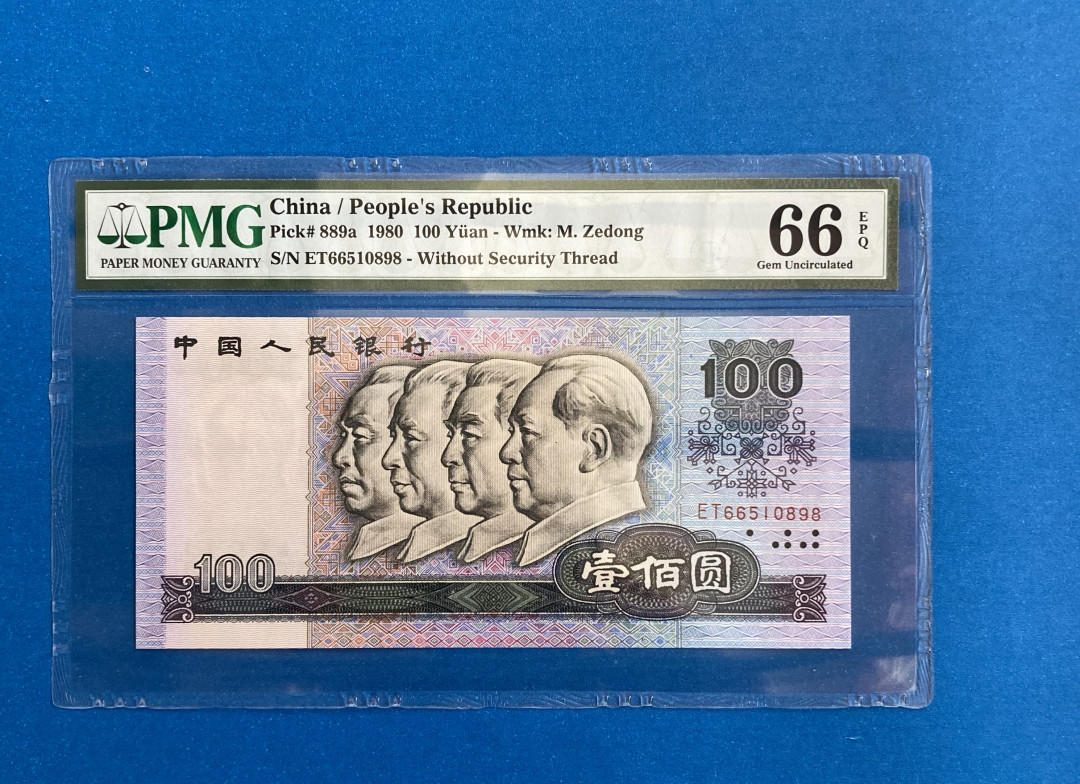 PMG
PAPER MONEY GUARANTY
China / People's Republic
Pick# 889a 1980 100 Yüan - Wmk: M. Zedong
S/N ET66510898 - Without Security Thread
66 EPQ
Gem Uncirculated
中国人民银行
100
ET66510898
100
壹佰圆